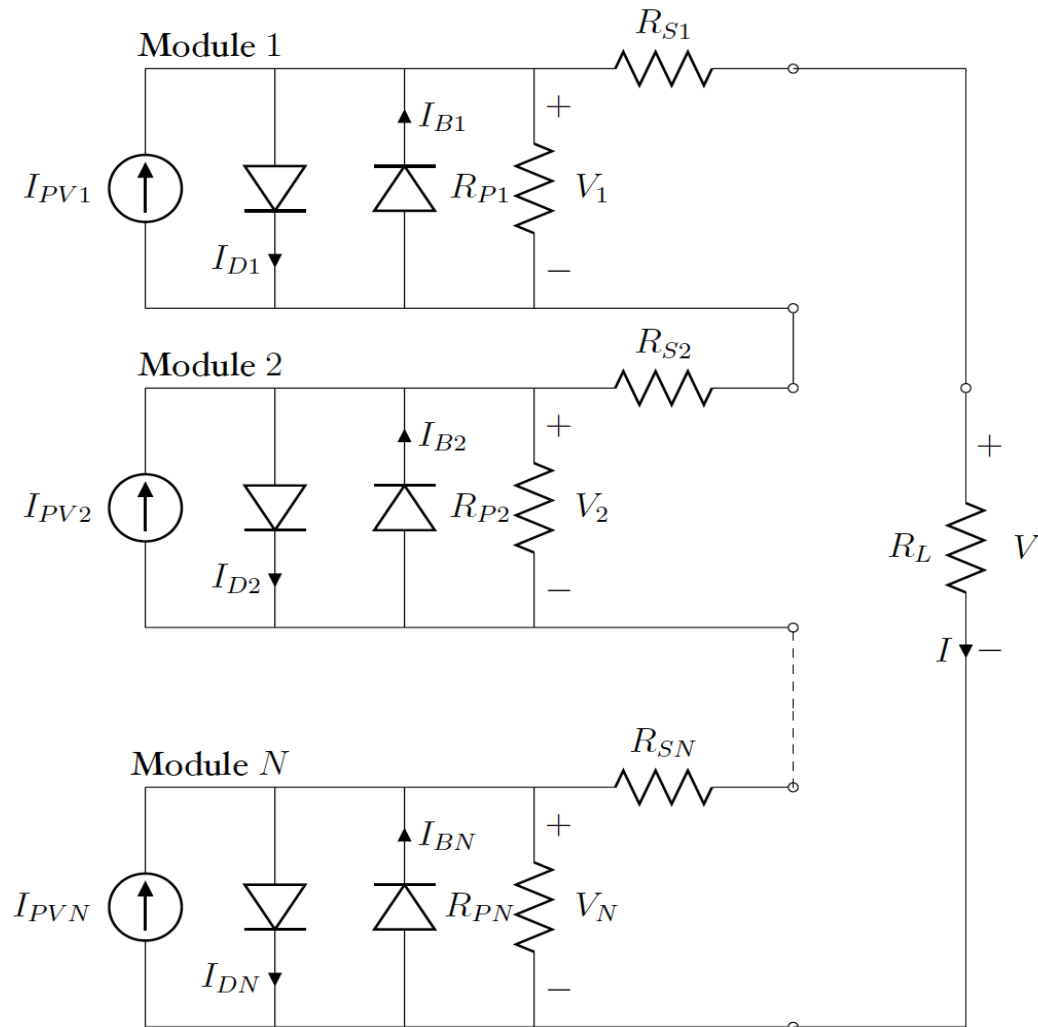 Module 1
R_{S1}
I_{PV1}
I_{D1}
I_{B1}
R_{P1}
+
V_1
−
Module 2
R_{S2}
I_{PV2}
I_{D2}
I_{B2}
R_{P2}
+
V_2
−
+
R_L
V
I
−
Module N
R_{SN}
I_{PVN}
I_{DN}
I_{BN}
R_{PN}
+
V_N
−